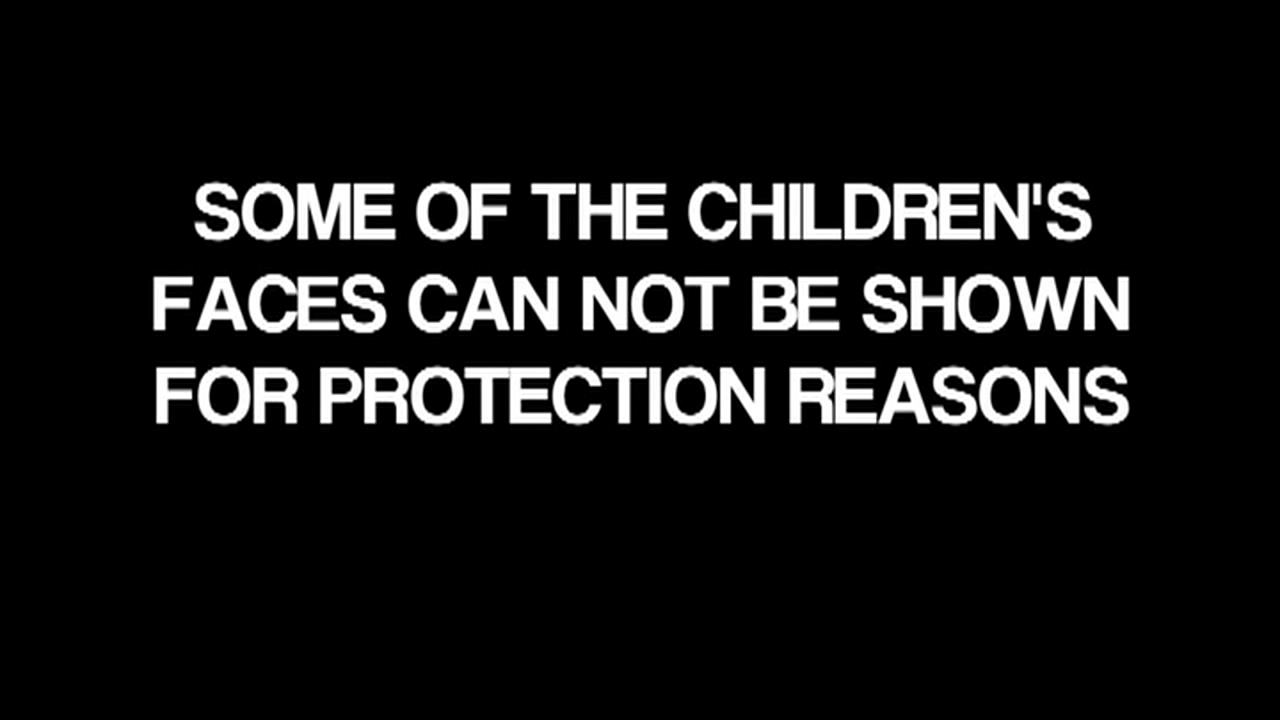 SOME OF THE CHILDREN'S
FACES CAN NOT BE SHOWN
FOR PROTECTION REASONS